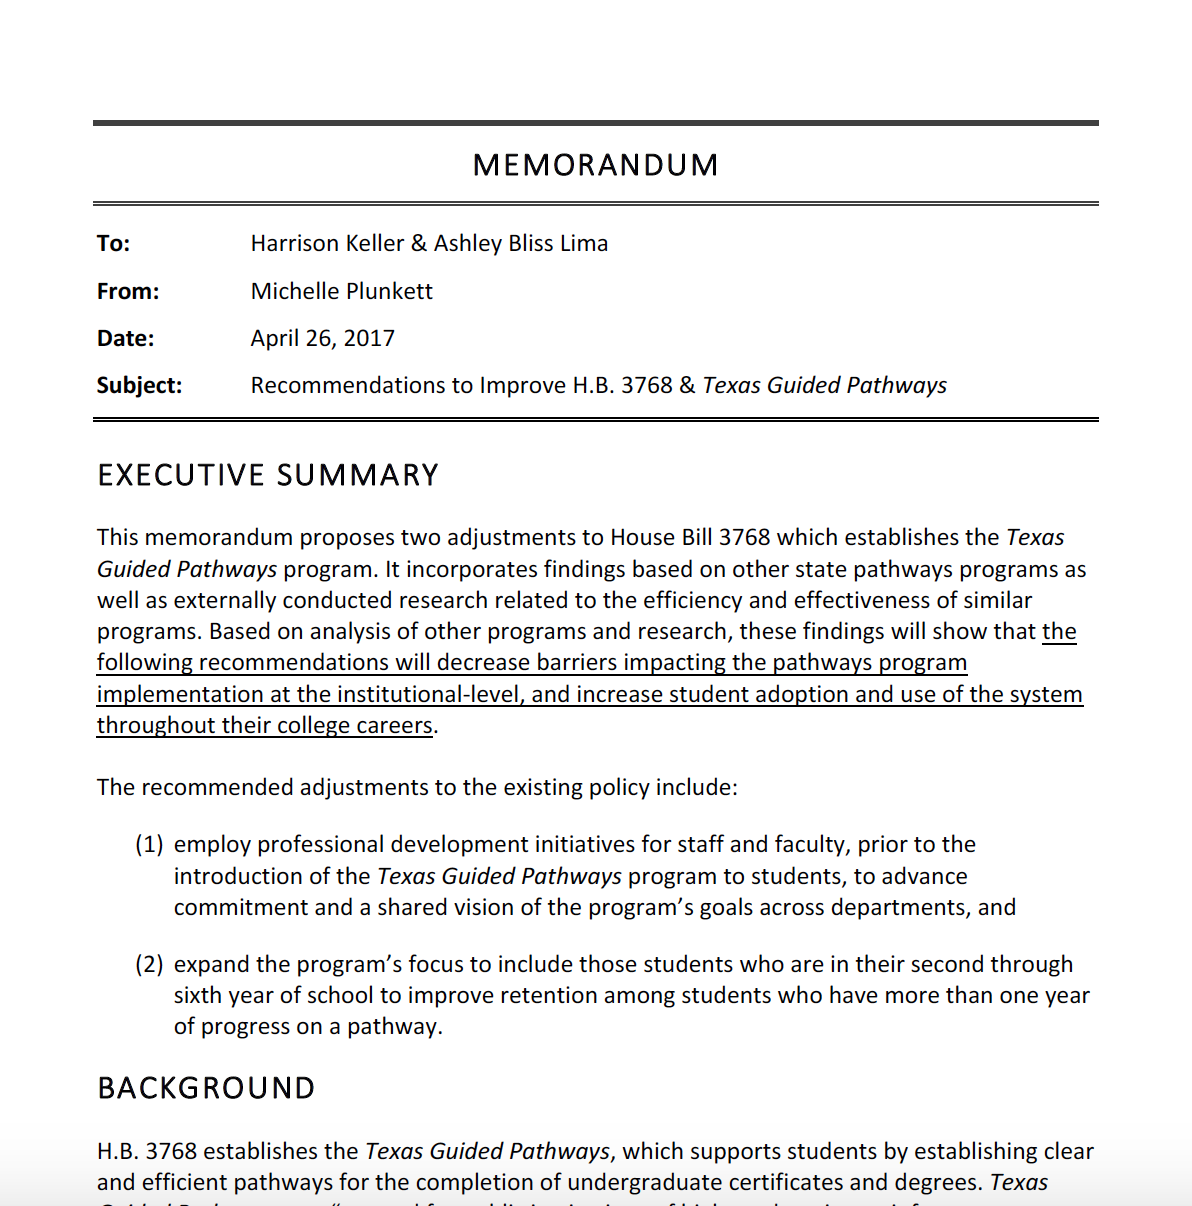 MEMORANDUM
To: Harrison Keller & Ashley Bliss Lima
From: Michelle Plunkett
Date: April 26, 2017
Subject: Recommendations to Improve H.B. 3768 & Texas Guided Pathways
EXECUTIVE SUMMARY
This memorandum proposes two adjustments to House Bill 3768 which establishes the Texas
Guided Pathways program. It incorporates findings based on other state pathways programs as
well as externally conducted research related to the efficiency and effectiveness of similar
programs. Based on analysis of other programs and research, these findings will show that the
following recommendations will decrease barriers impacting the pathways program
implementation at the institutional-level, and increase student adoption and use of the system
throughout their college careers.
The recommended adjustments to the existing policy include:
(1) employ professional development initiatives for staff and faculty, prior to the
introduction of the Texas Guided Pathways program to students, to advance
commitment and a shared vision of the program’s goals across departments, and
(2) expand the program’s focus to include those students who are in their second through
sixth year of school to improve retention among students who have more than one year
of progress on a pathway.
BACKGROUND
H.B. 3768 establishes the Texas Guided Pathways, which supports students by establishing clear
and efficient pathways for the completion of undergraduate certificates and degrees. Texas